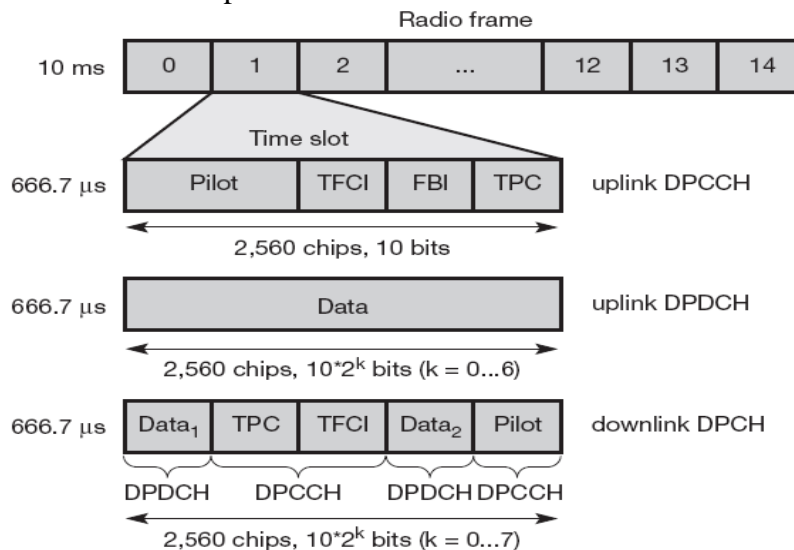 Radio frame
10 ms 0 1 2 ... 12 13 14
Time slot
666.7 µs Pilot TFCI FBI TPC uplink DPCCH
2,560 chips, 10 bits
666.7 µs Data uplink DPDCH
2,560 chips, 10*2^k bits (k = 0...6)
666.7 µs Data₁ TPC TFCI Data₂ Pilot downlink DPCH
DPDCH DPCCH DPDCH DPCCH
2,560 chips, 10*2^k bits (k = 0...7)